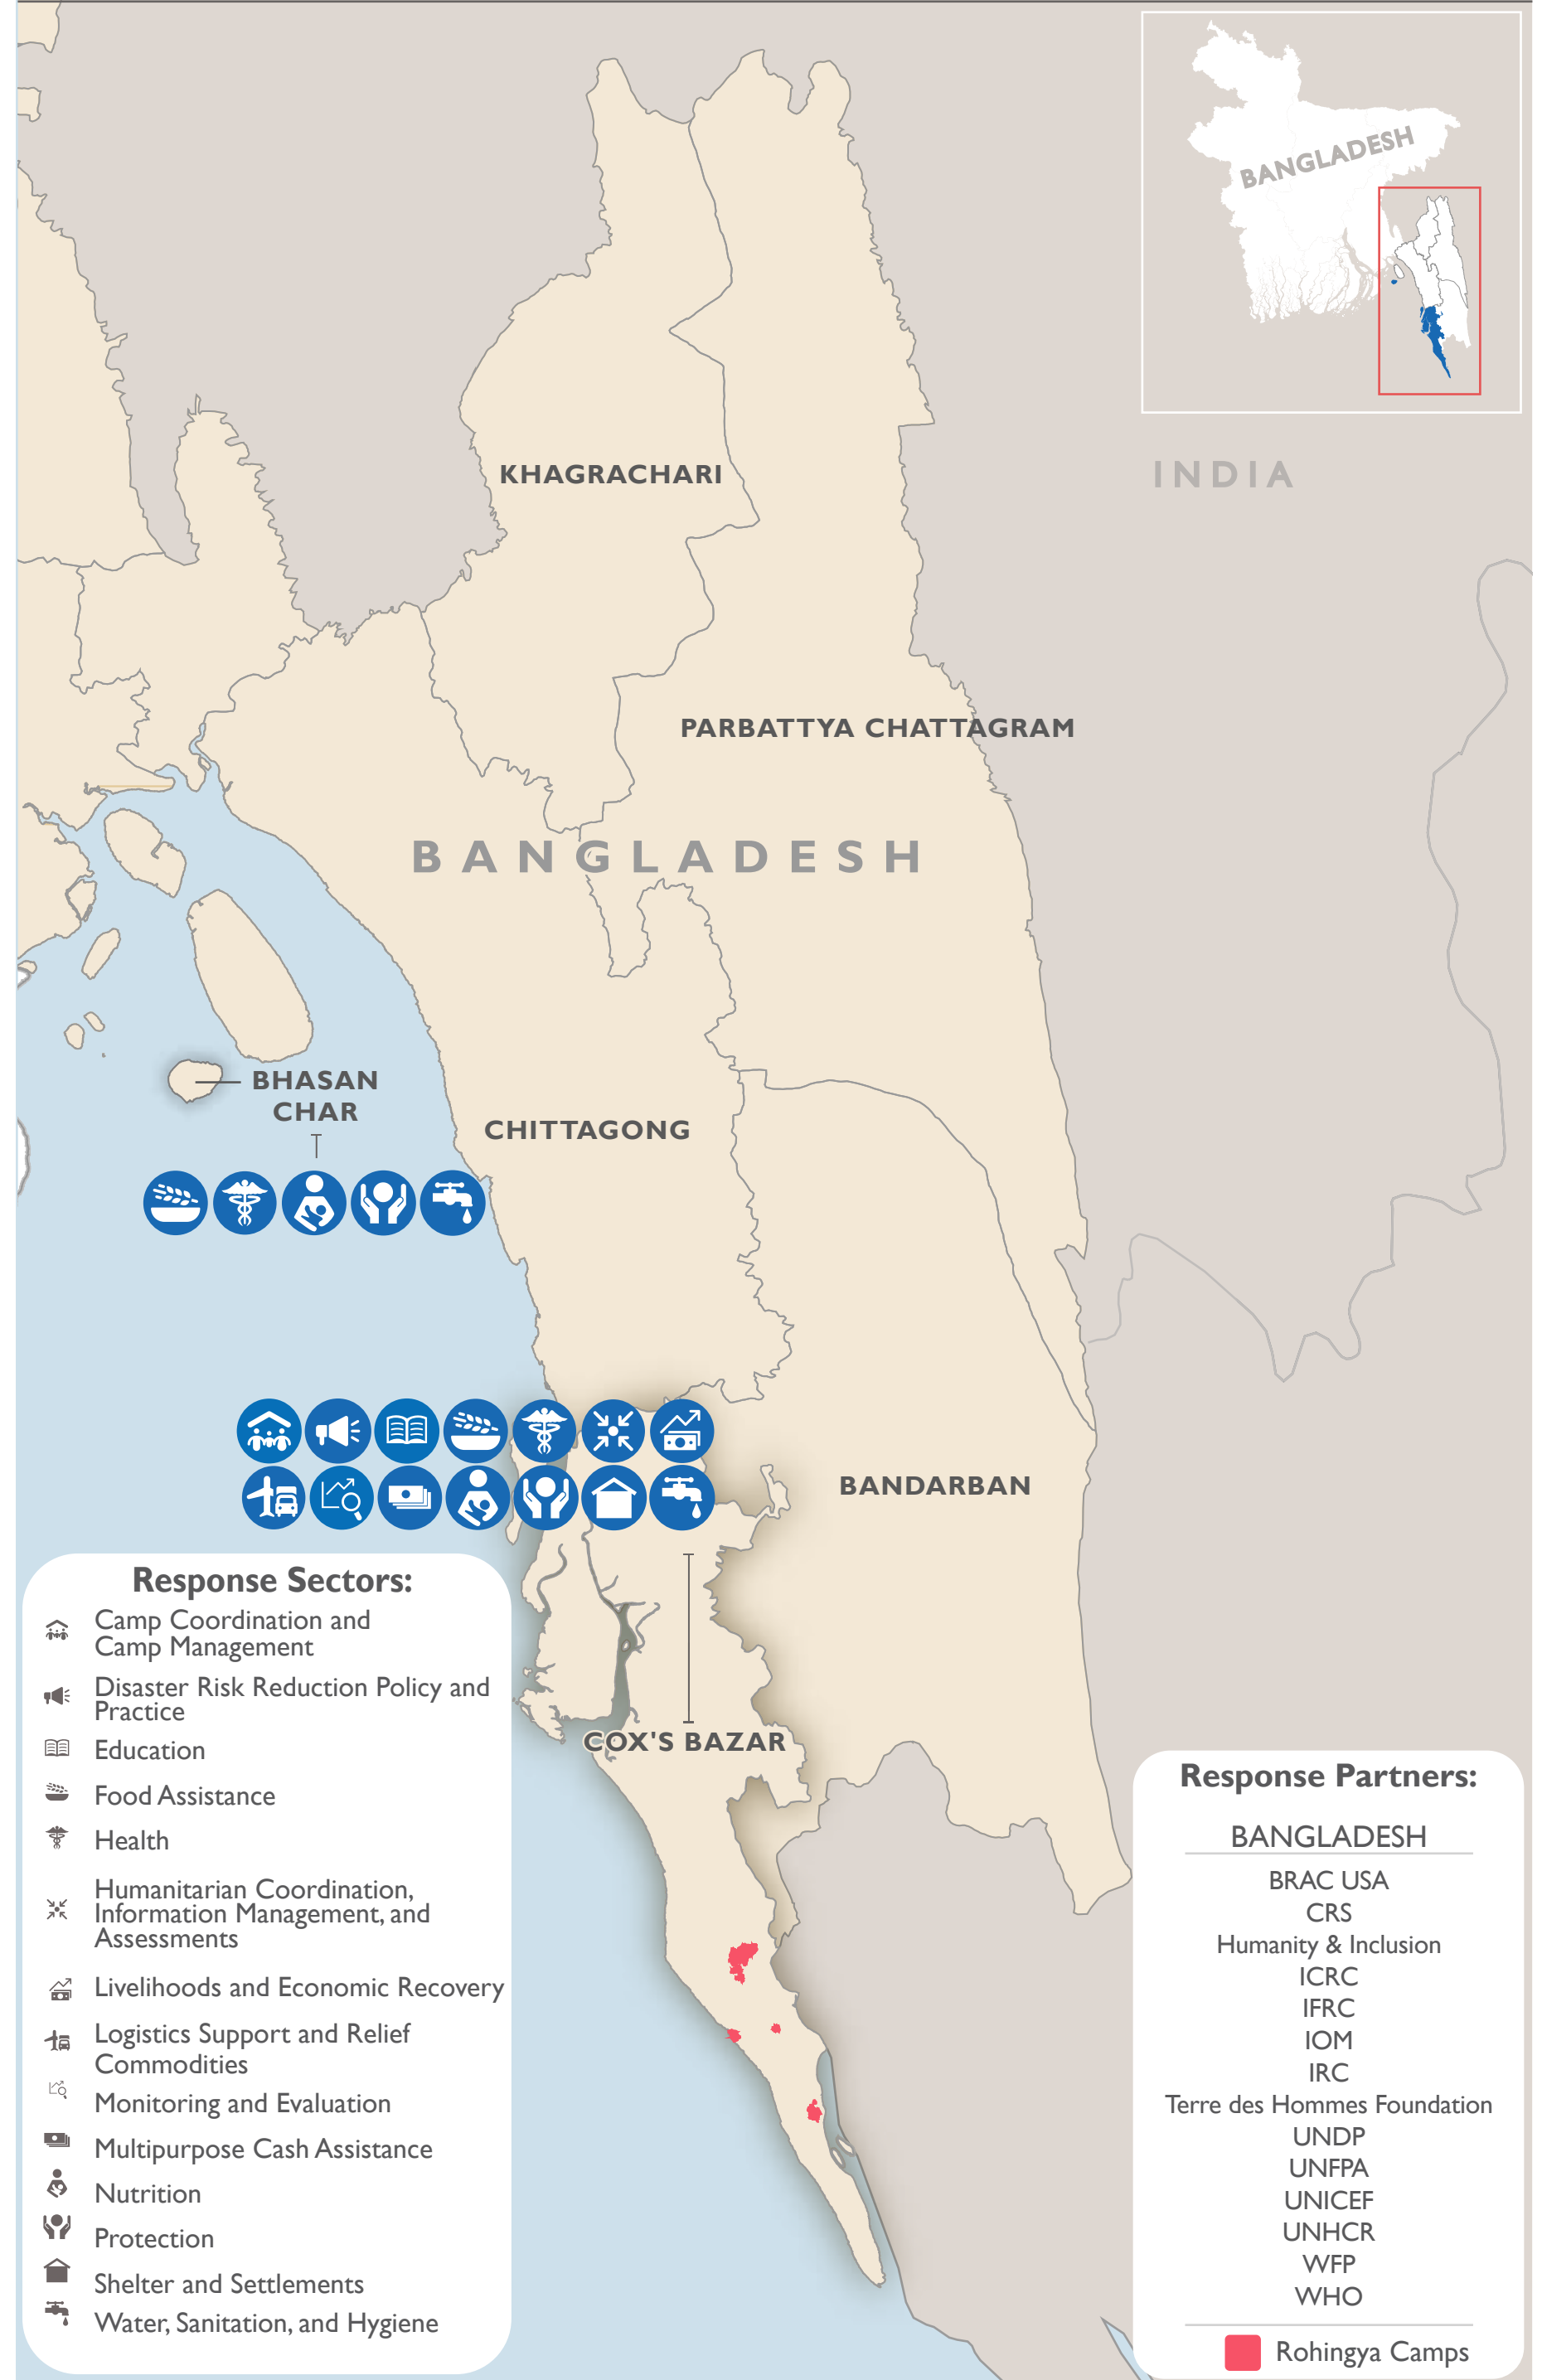 BANGLADESH
INDIA
KHAGRACHARI
PARBATTYA CHATTAGRAM
BANGLADESH
BHASAN
CHAR
CHITTAGONG
BANDARBAN
COX'S BAZAR
Response Sectors:
Camp Coordination and
Camp Management
Disaster Risk Reduction Policy and
Practice
Education
Food Assistance
Health
Humanitarian Coordination,
Information Management, and
Assessments
Livelihoods and Economic Recovery
Logistics Support and Relief
Commodities
Monitoring and Evaluation
Multipurpose Cash Assistance
Nutrition
Protection
Shelter and Settlements
Water, Sanitation, and Hygiene
Response Partners:
BANGLADESH
BRAC USA
CRS
Humanity & Inclusion
ICRC
IFRC
IOM
IRC
Terre des Hommes Foundation
UNDP
UNFPA
UNICEF
UNHCR
WFP
WHO
Rohingya Camps